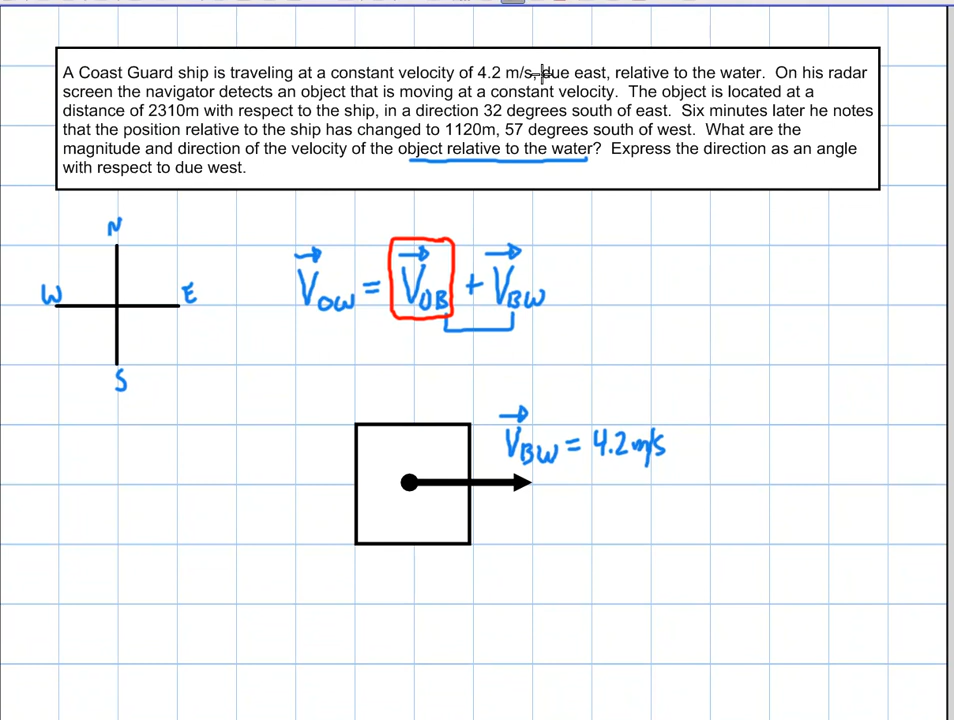 A Coast Guard ship is traveling at a constant velocity of 4.2 m/s, due east, relative to the water. On his radar
screen the navigator detects an object that is moving at a constant velocity. The object is located at a
distance of 2310m with respect to the ship, in a direction 32 degrees south of east. Six minutes later he notes
that the position relative to the ship has changed to 1120m, 57 degrees south of west. What are the
magnitude and direction of the velocity of the object relative to the water? Express the direction as an angle
with respect to due west.
N
W E
S
V⃗OW = V⃗OB + V⃗BW
V⃗BW = 4.2 m/s